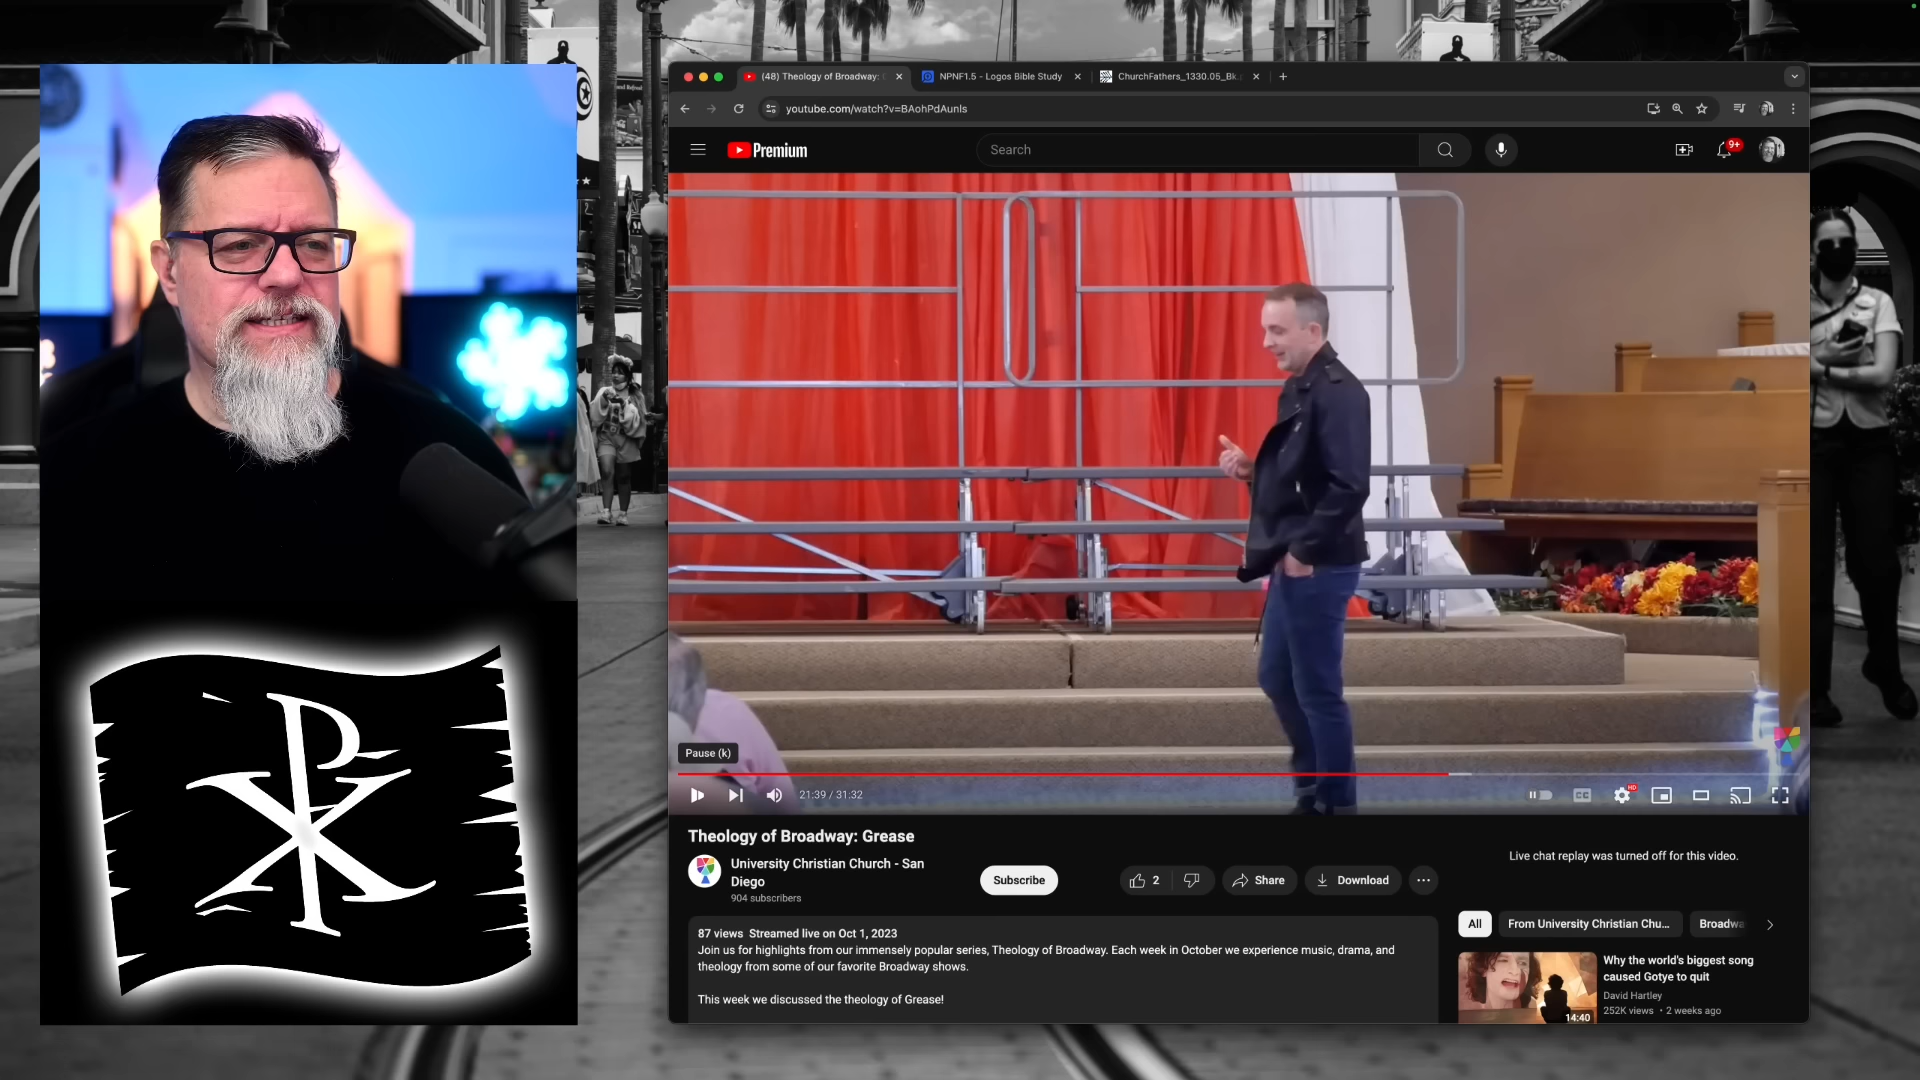 (48) Theology of Broadway:
NPNF1.5 - Logos Bible Study
ChurchFathers_1330.05_Bk.
youtube.com/watch?v=BAohPdAunls
Premium
Search
9+
Pause (k)
21:39 / 31:32
CC
HD
Theology of Broadway: Grease
University Christian Church - San
Diego
904 subscribers
Subscribe
2
Share
Download
Live chat replay was turned off for this video.
87 views Streamed live on Oct 1, 2023
Join us for highlights from our immensely popular series, Theology of Broadway. Each week in October we experience music, drama, and
theology from some of our favorite Broadway shows.
This week we discussed the theology of Grease!
All
From University Christian Chu...
Broadwa
Why the world's biggest song
caused Gotye to quit
David Hartley
252K views • 2 weeks ago
14:40